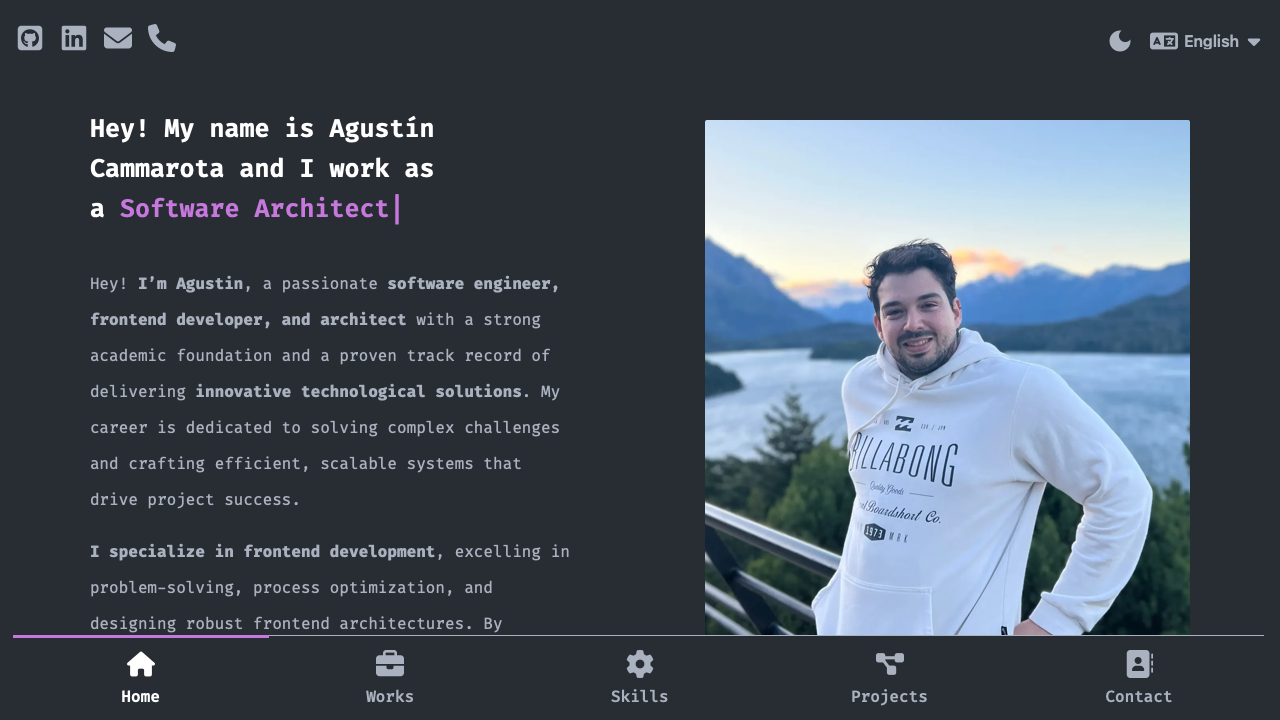 English
Hey! My name is Agustín
Cammarota and I work as
a Software Architect
Hey! I’m Agustin, a passionate software engineer,
frontend developer, and architect with a strong
academic foundation and a proven track record of
delivering innovative technological solutions. My
career is dedicated to solving complex challenges
and crafting efficient, scalable systems that
drive project success.
I specialize in frontend development, excelling in
problem-solving, process optimization, and
designing robust frontend architectures. By
BILLABONG
Quality Goods
Boardshort Co.
1973
MRK
Home
Works
Skills
Projects
Contact